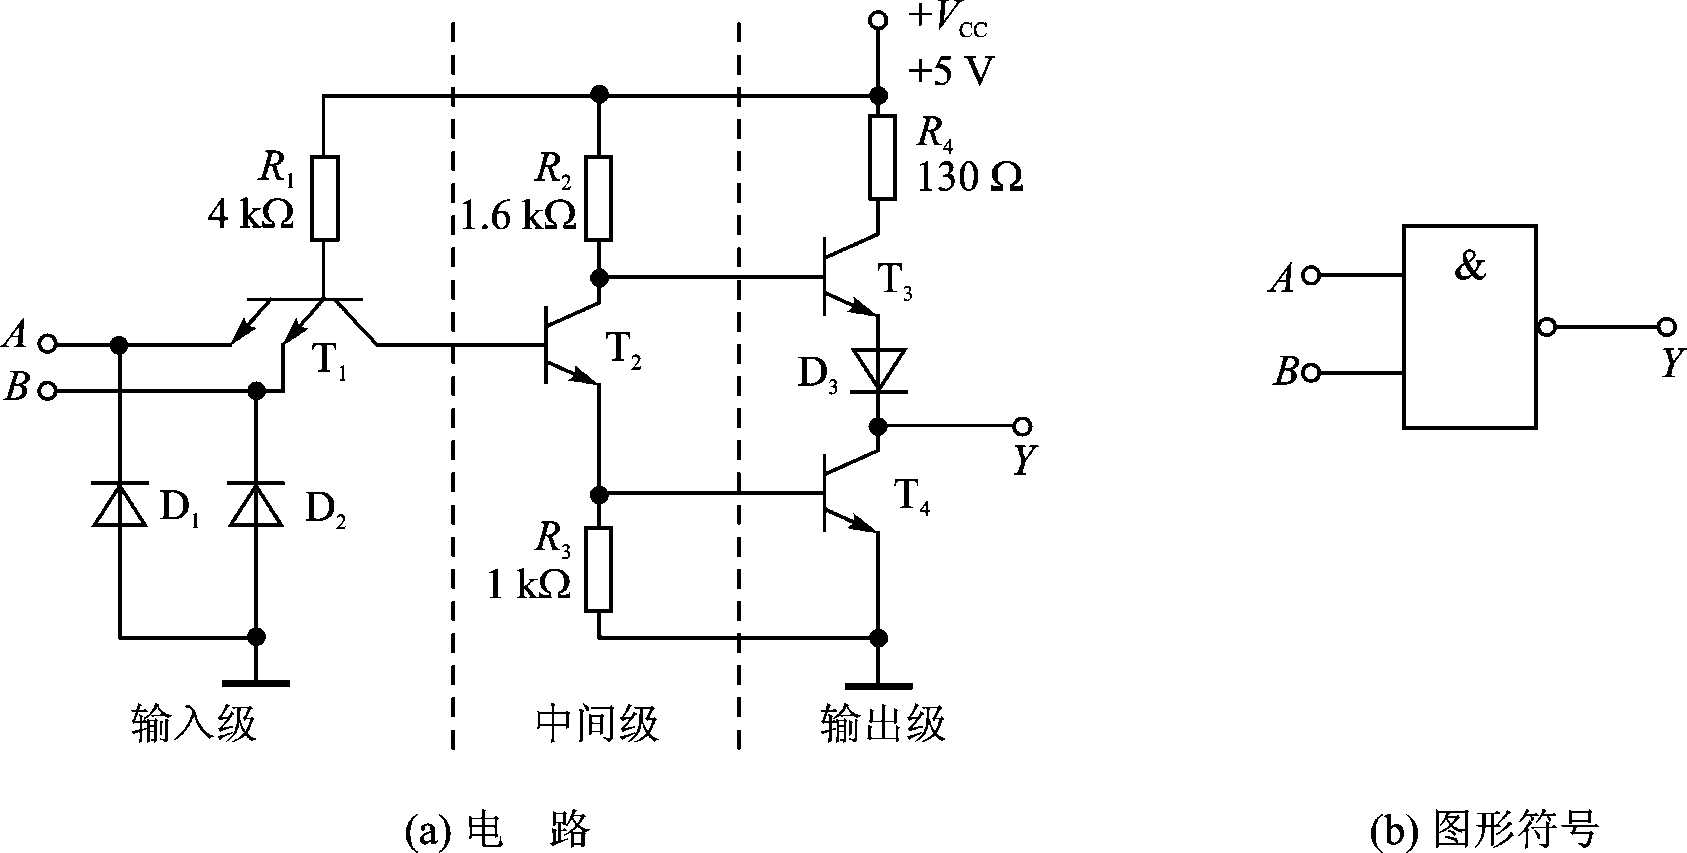 +V_CC
+5 V
R_1
4 kΩ
R_2
1.6 kΩ
R_4
130 Ω
T_3
A
B
T_1
T_2
D_3
Y
D_1
D_2
R_3
1 kΩ
T_4
输入级
中间级
输出级
(a) 电 路
&
A
B
Y
(b) 图形符号